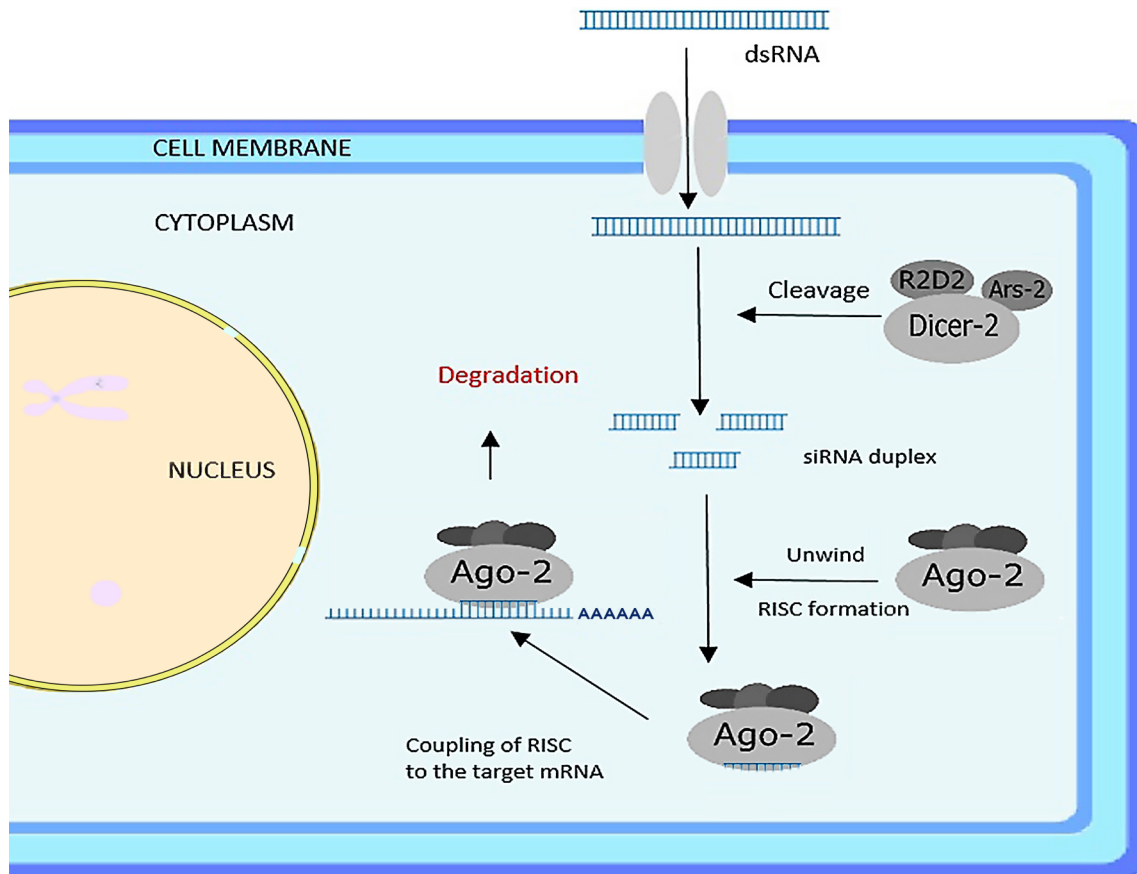 dsRNA
CELL MEMBRANE
CYTOPLASM
R2D2
Ars-2
Cleavage
Dicer-2
Degradation
siRNA duplex
NUCLEUS
Ago-2
AAAAAA
Unwind
Ago-2
RISC formation
Ago-2
Coupling of RISC
to the target mRNA